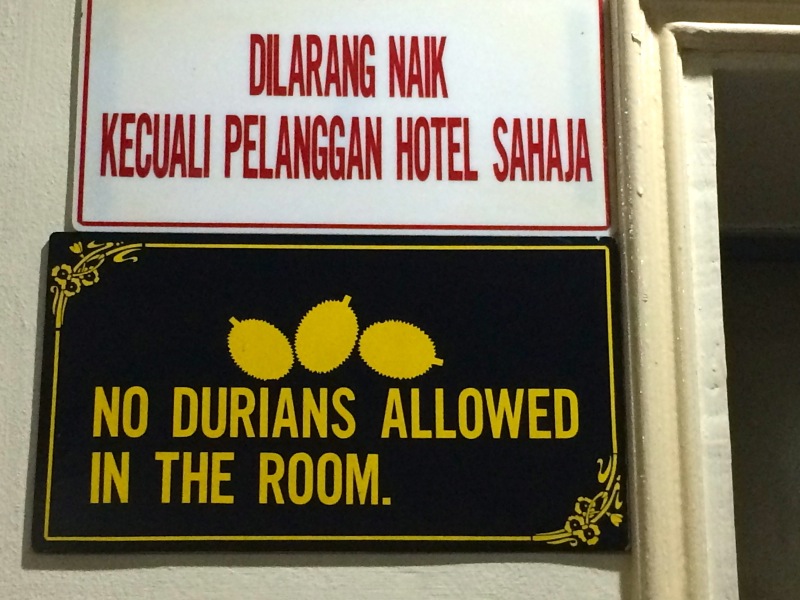 DILARANG NAIK
KECUALI PELANGGAN HOTEL SAHAJA
NO DURIANS ALLOWED
IN THE ROOM.